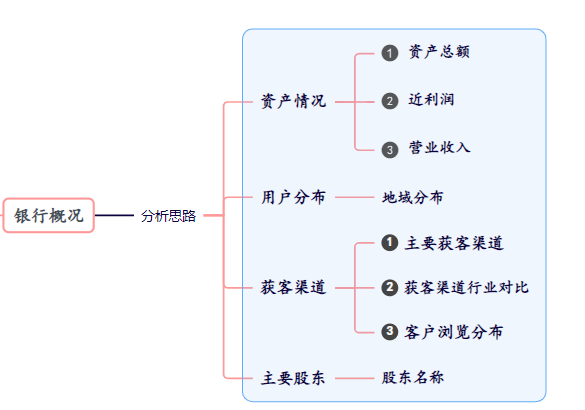 银行概况
分析思路
资产情况
1 资产总额
2 近利润
3 营业收入
用户分布
地域分布
获客渠道
1 主要获客渠道
2 获客渠道行业对比
3 客户浏览分布
主要股东
股东名称